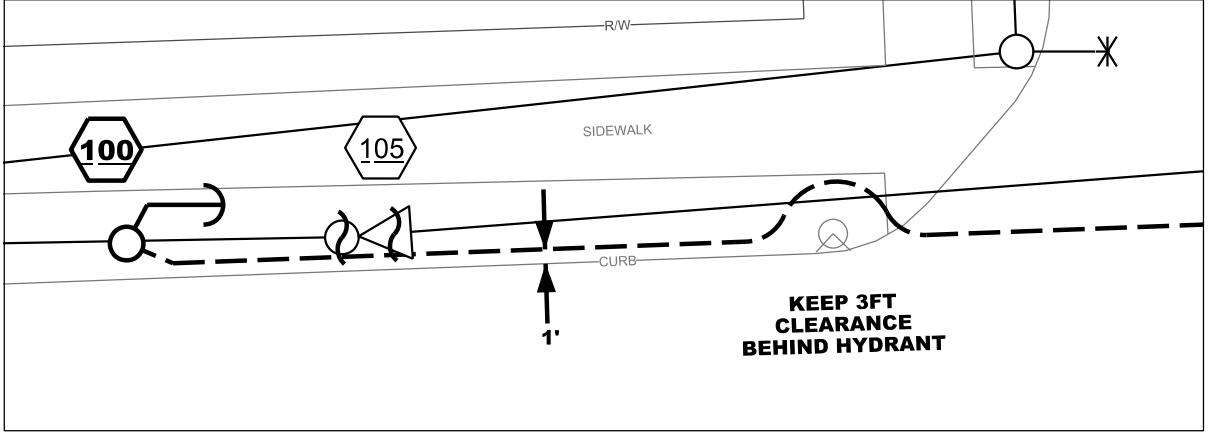 R/W
SIDEWALK
100
105
CURB
1'
KEEP 3FT
CLEARANCE
BEHIND HYDRANT